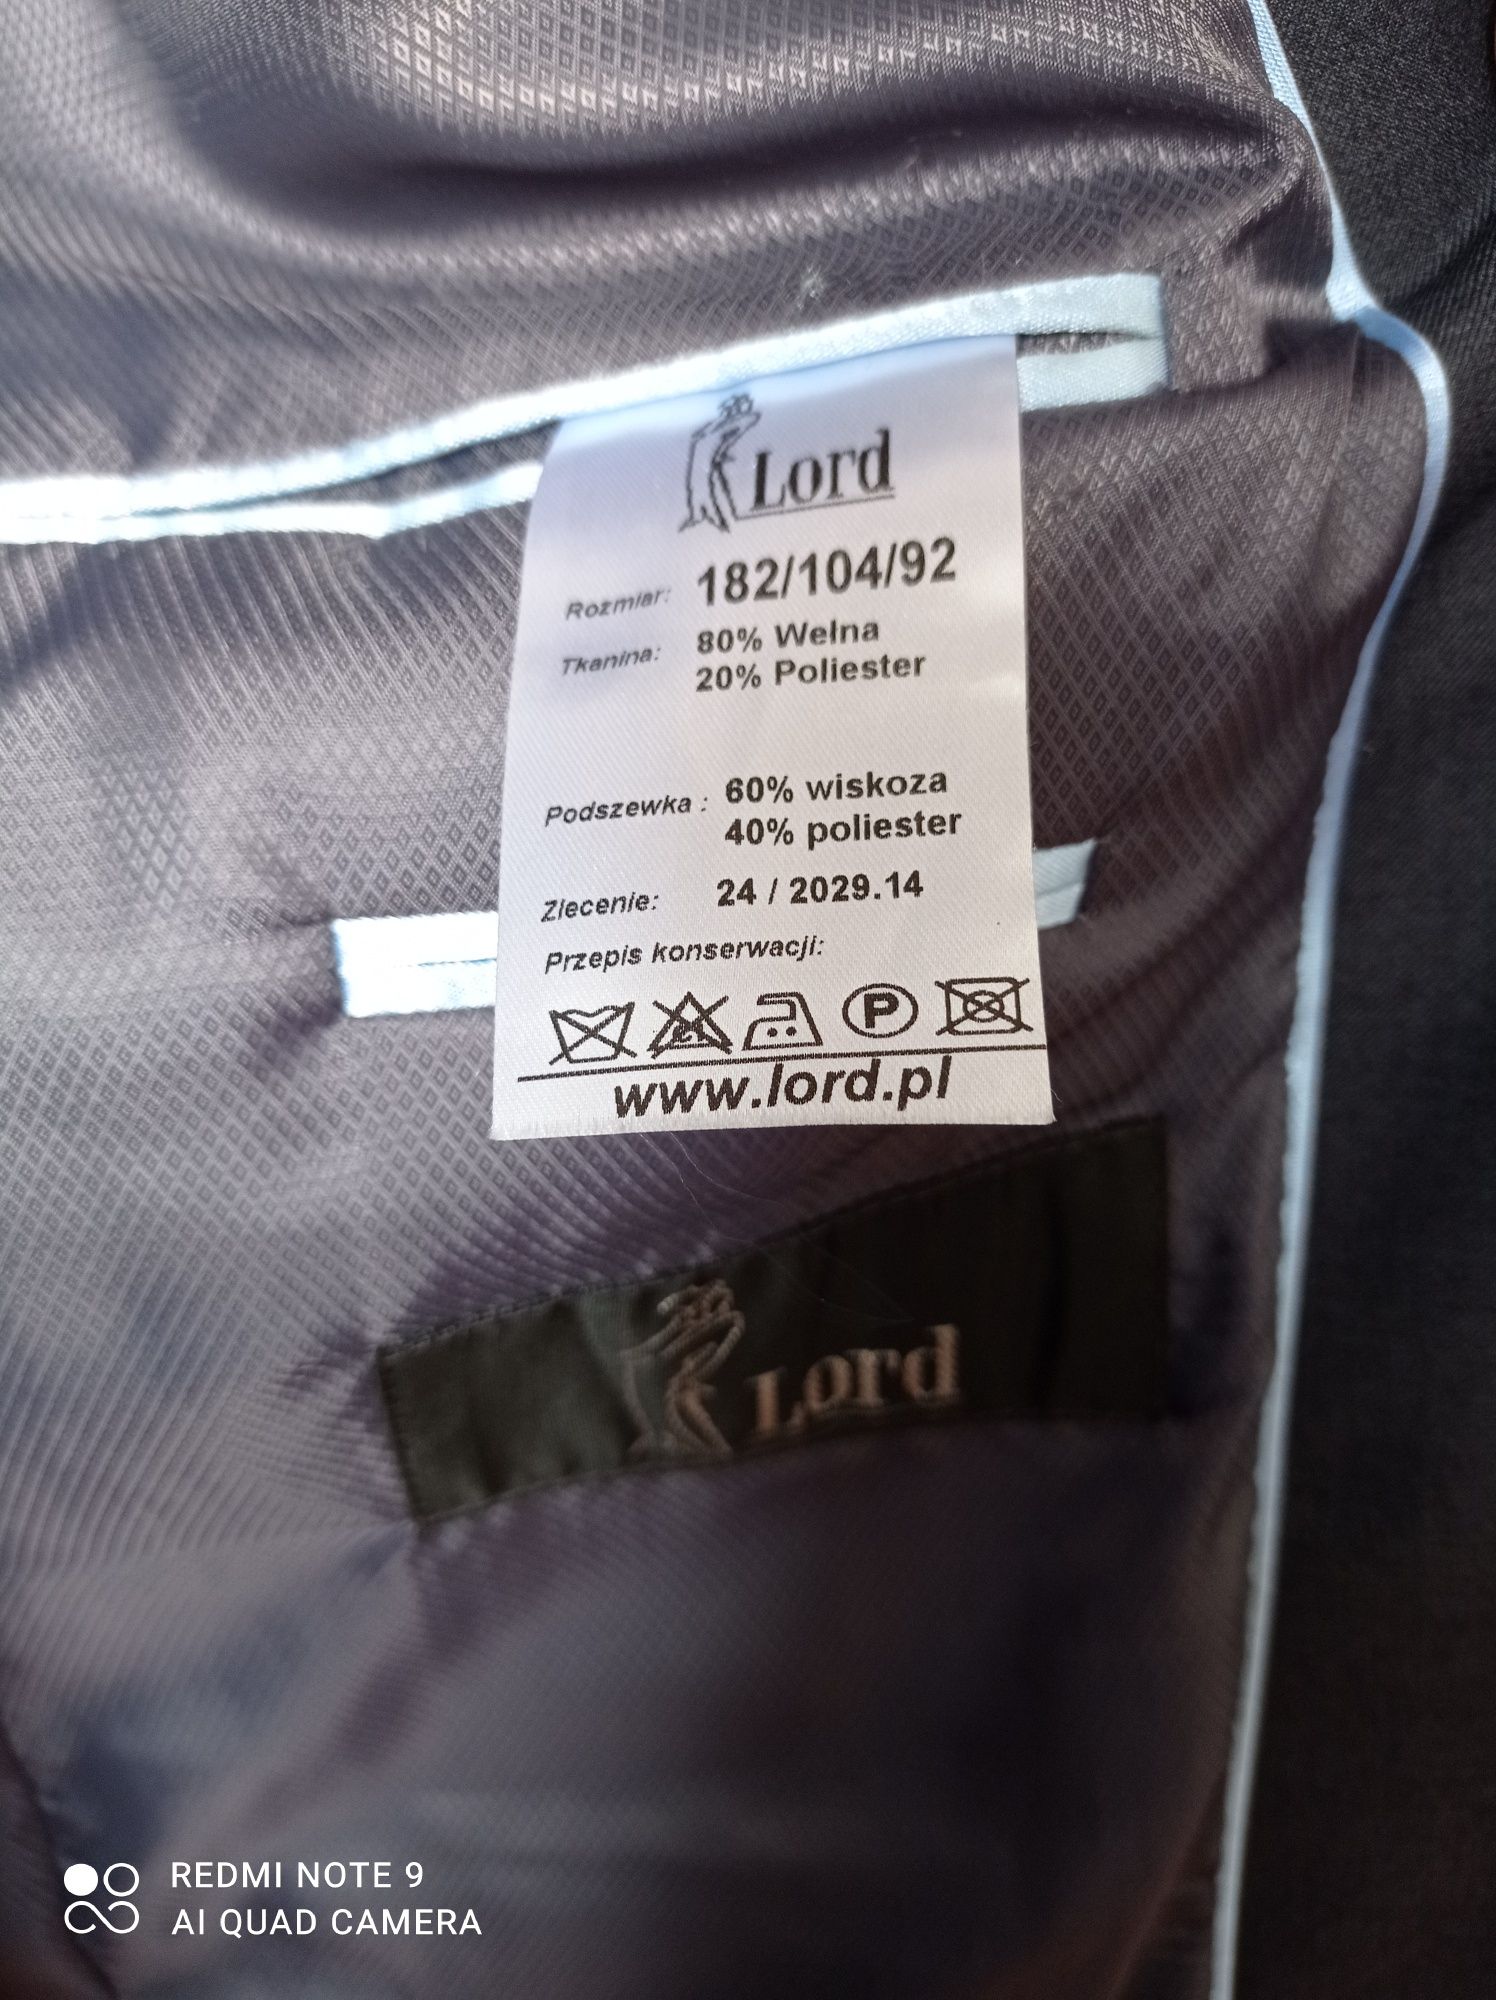 Lord
Rozmiar: 182/104/92
Tkanina: 80% Wełna
20% Poliester
Podszewka : 60% wiskoza
40% poliester
Zlecenie: 24 / 2029.14
Przepis konserwacji:
Cl P
www.lord.pl
Lord
REDMI NOTE 9
AI QUAD CAMERA